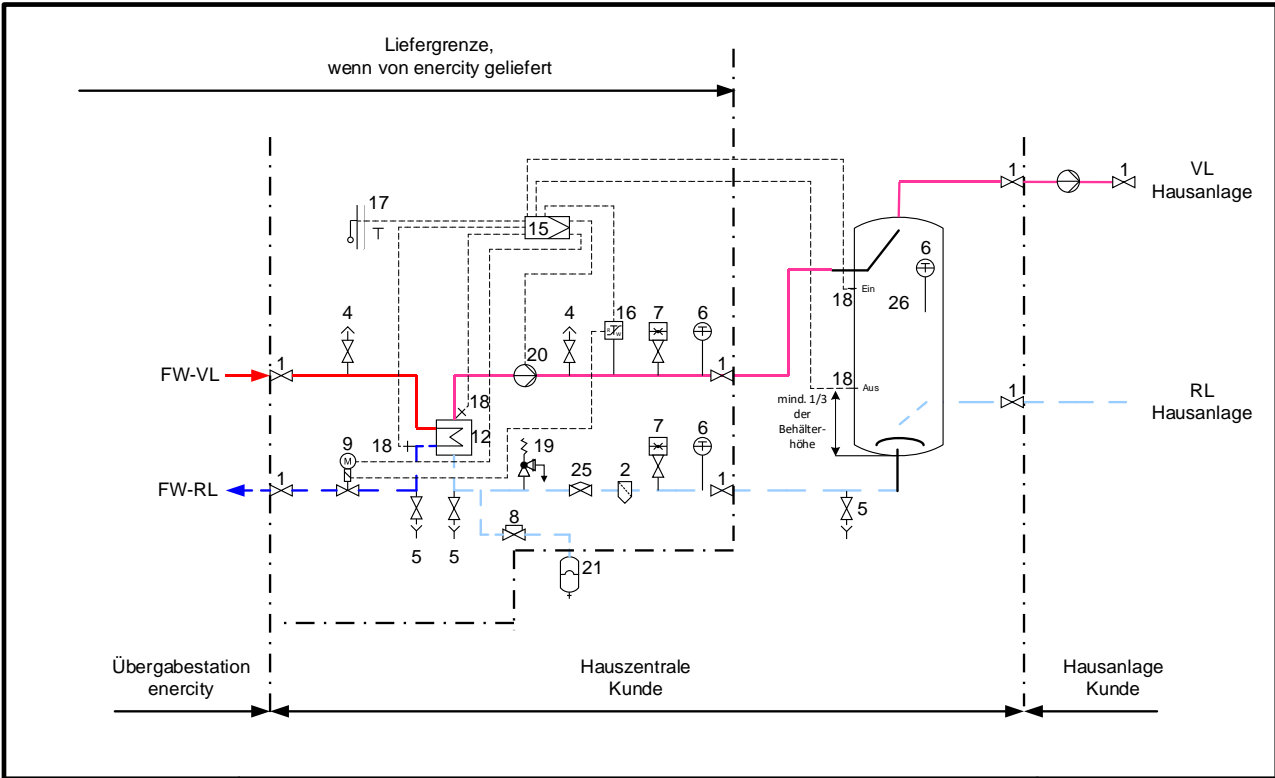 Liefergrenze,
wenn von enercity geliefert
1
1
VL
Hausanlage
17
15
6
4
16
4
7
6
18
Ein
26
20
1
1
FW-VL
18
Aus
mind. 1/3
der
Behälter-
höhe
1
RL
Hausanlage
18
12
9
M
18
19
7
6
25
2
1
1
FW-RL
8
5
5
5
21
Übergabestation
enercity
Hauszentrale
Kunde
Hausanlage
Kunde